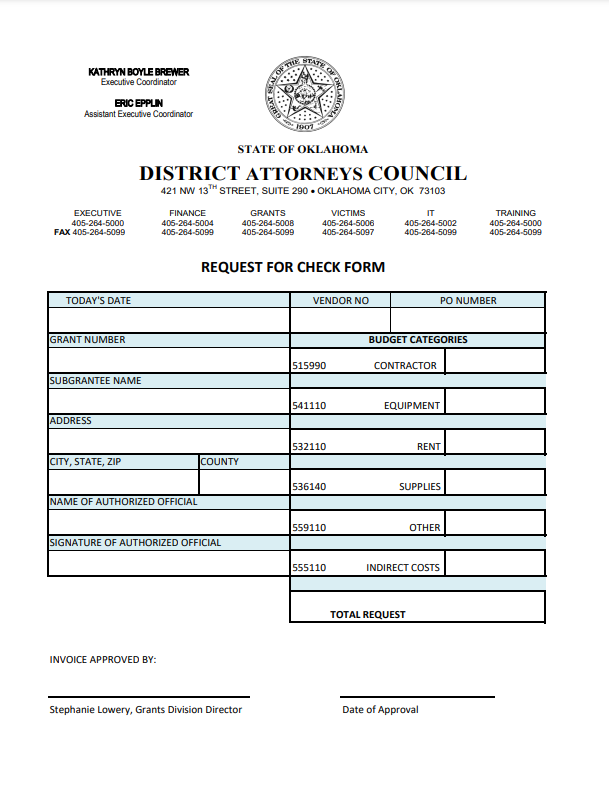 KATHRYN BOYLE BREWER
Executive Coordinator
ERIC EPPLIN
Assistant Executive Coordinator
GREAT SEAL OF THE STATE OF OKLAHOMA
1907
STATE OF OKLAHOMA
DISTRICT ATTORNEYS COUNCIL
421 NW 13TH STREET, SUITE 290 • OKLAHOMA CITY, OK 73103
EXECUTIVE FINANCE GRANTS VICTIMS IT TRAINING
405-264-5000 405-264-5004 405-264-5008 405-264-5006 405-264-5002 405-264-5000
FAX 405-264-5099 405-264-5099 405-264-5099 405-264-5097 405-264-5099 405-264-5099
REQUEST FOR CHECK FORM
TODAY'S DATE VENDOR NO PO NUMBER
GRANT NUMBER BUDGET CATEGORIES
515990 CONTRACTOR
SUBGRANTEE NAME
541110 EQUIPMENT
ADDRESS
532110 RENT
CITY, STATE, ZIP COUNTY
536140 SUPPLIES
NAME OF AUTHORIZED OFFICIAL
559110 OTHER
SIGNATURE OF AUTHORIZED OFFICIAL
555110 INDIRECT COSTS
TOTAL REQUEST
INVOICE APPROVED BY:
Stephanie Lowery, Grants Division Director Date of Approval